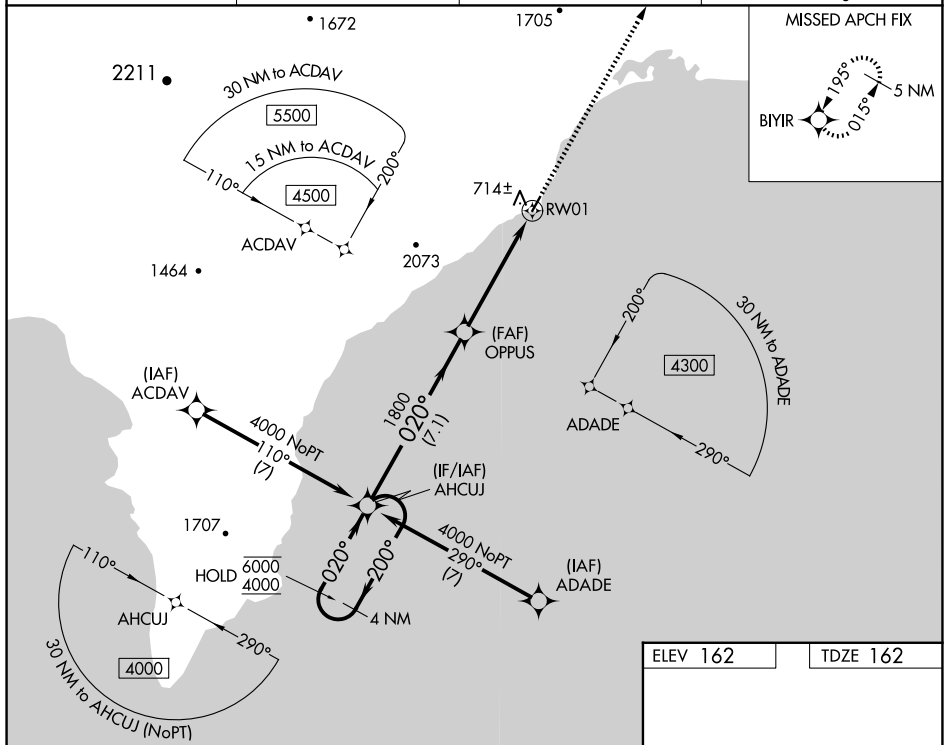 1672
1705
MISSED APCH FIX
2211
30 NM to ACDAV
5500
195°
5 NM
BIYIR
015°
15 NM to ACDAV
110°
200°
4500
714±
RW01
ACDAV
2073
1464
200°
30 NM to ADADE
(FAF)
OPPUS
4300
(IAF)
ACDAV
1800
020°
(7.1)
ADADE
4000 NoPT
110°
(7)
290°
(IF/IAF)
AHCUJ
1707
4000 NoPT
290°
(7)
110°
HOLD
6000
4000
020°
200°
(IAF)
ADADE
AHCUJ
4 NM
290°
4000
30 NM to AHCUJ (NoPT)
ELEV 162
TDZE 162